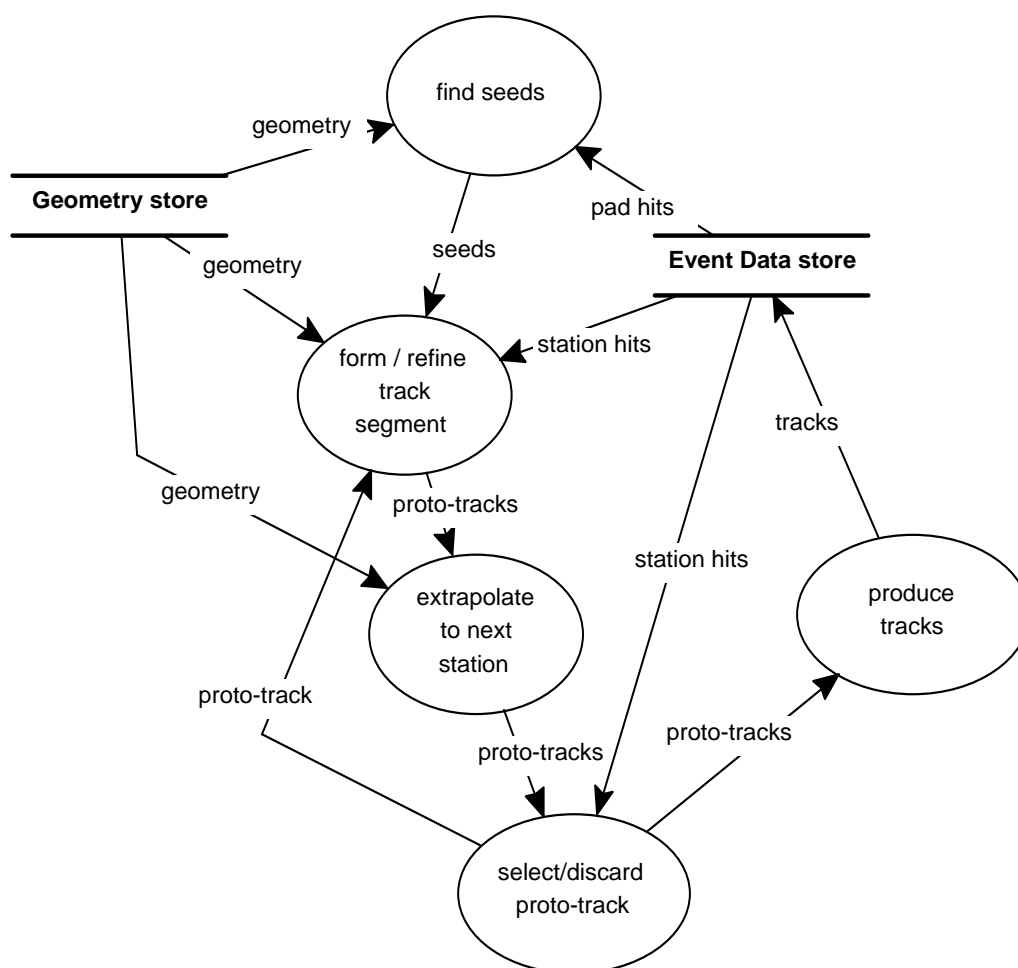 find seeds
geometry
Geometry store
pad hits
seeds
Event Data store
geometry
station hits
form / refine
track
segment
tracks
geometry
proto-tracks
station hits
extrapolate
to next
station
produce
tracks
proto-track
proto-tracks
proto-tracks
select/discard
proto-track